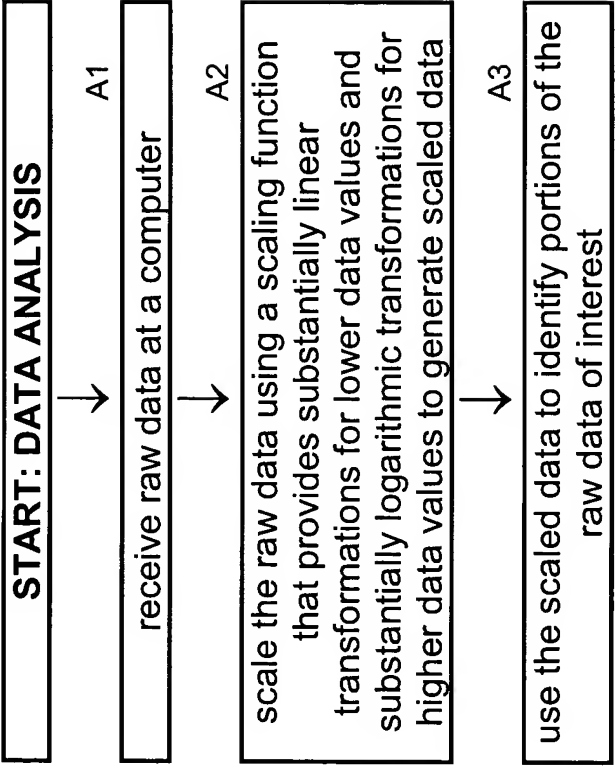 START: DATA ANALYSIS
A1
receive raw data at a computer
A2
scale the raw data using a scaling function
that provides substantially linear
transformations for lower data values and
substantially logarithmic transformations for
higher data values to generate scaled data
A3
use the scaled data to identify portions of the
raw data of interest